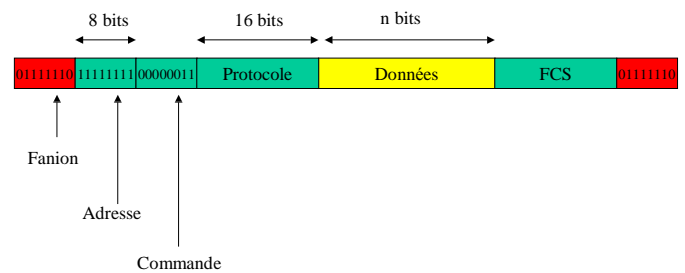 8 bits 16 bits n bits
01111110 11111111 00000011 Protocole Données FCS 01111110
Fanion
Adresse
Commande